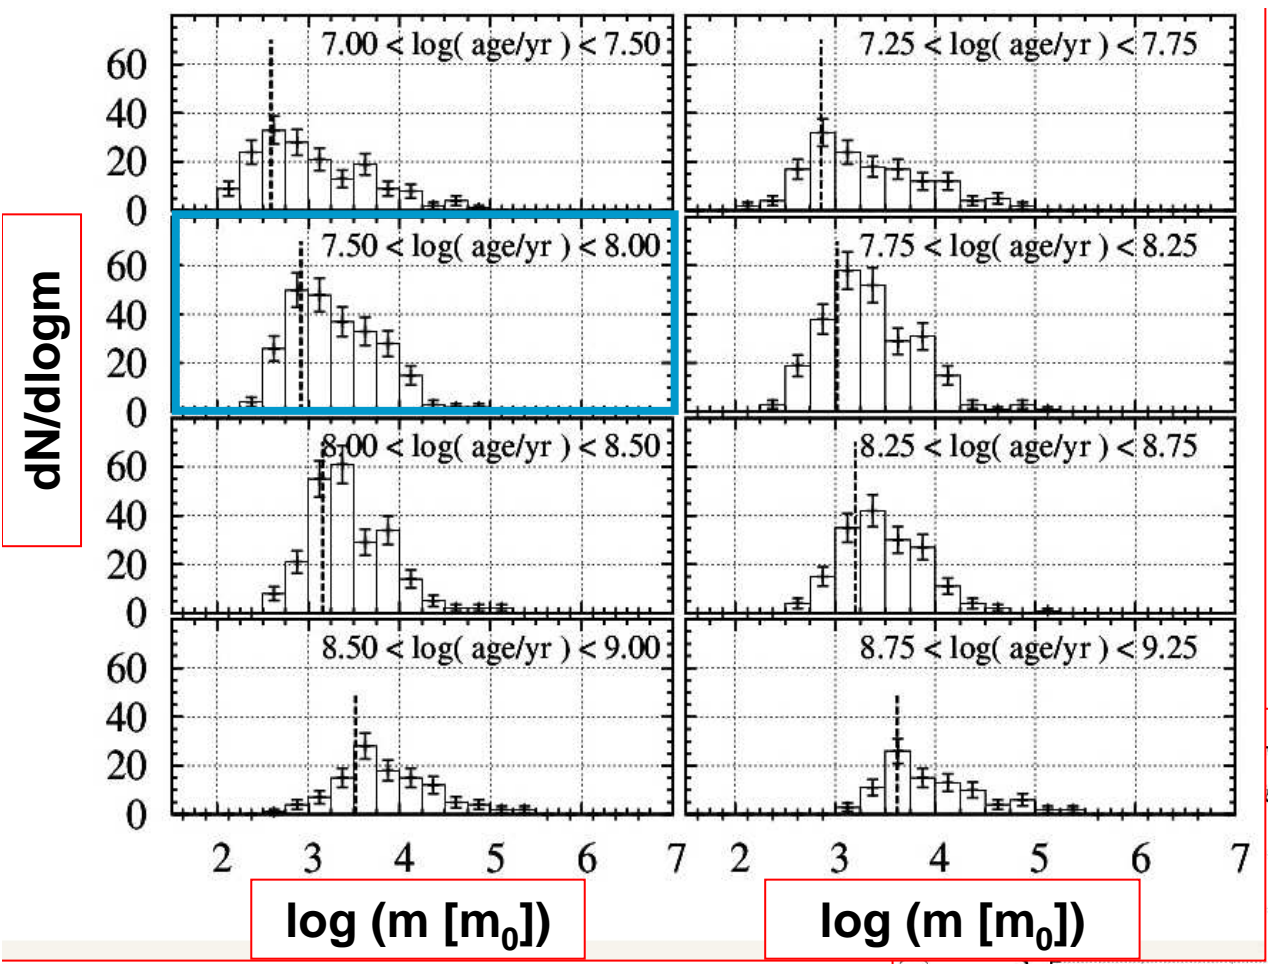 7.00 < log( age/yr ) < 7.50
7.25 < log( age/yr ) < 7.75
60
40
20
0
7.50 < log( age/yr ) < 8.00
7.75 < log( age/yr ) < 8.25
60
40
20
0
dN/dlogm
8.00 < log( age/yr ) < 8.50
8.25 < log( age/yr ) < 8.75
60
40
20
0
8.50 < log( age/yr ) < 9.00
8.75 < log( age/yr ) < 9.25
60
40
20
0
2 3 4 5 6 7
2 3 4 5 6 7
log (m [m₀])
log (m [m₀])